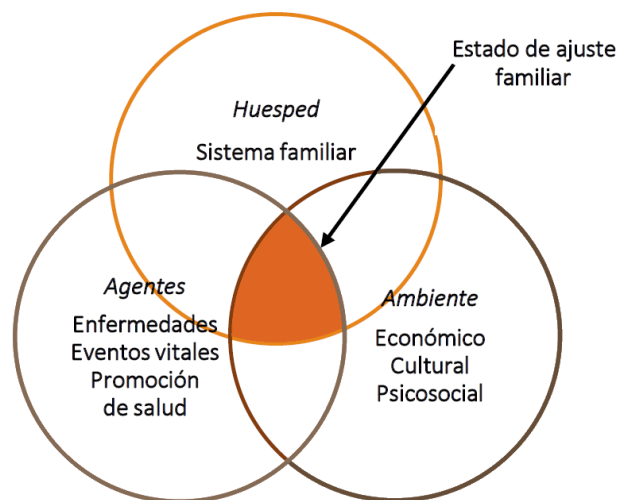 Estado de ajuste
familiar
Huesped
Sistema familiar
Agentes
Enfermedades
Eventos vitales
Promoción
de salud
Ambiente
Económico
Cultural
Psicosocial